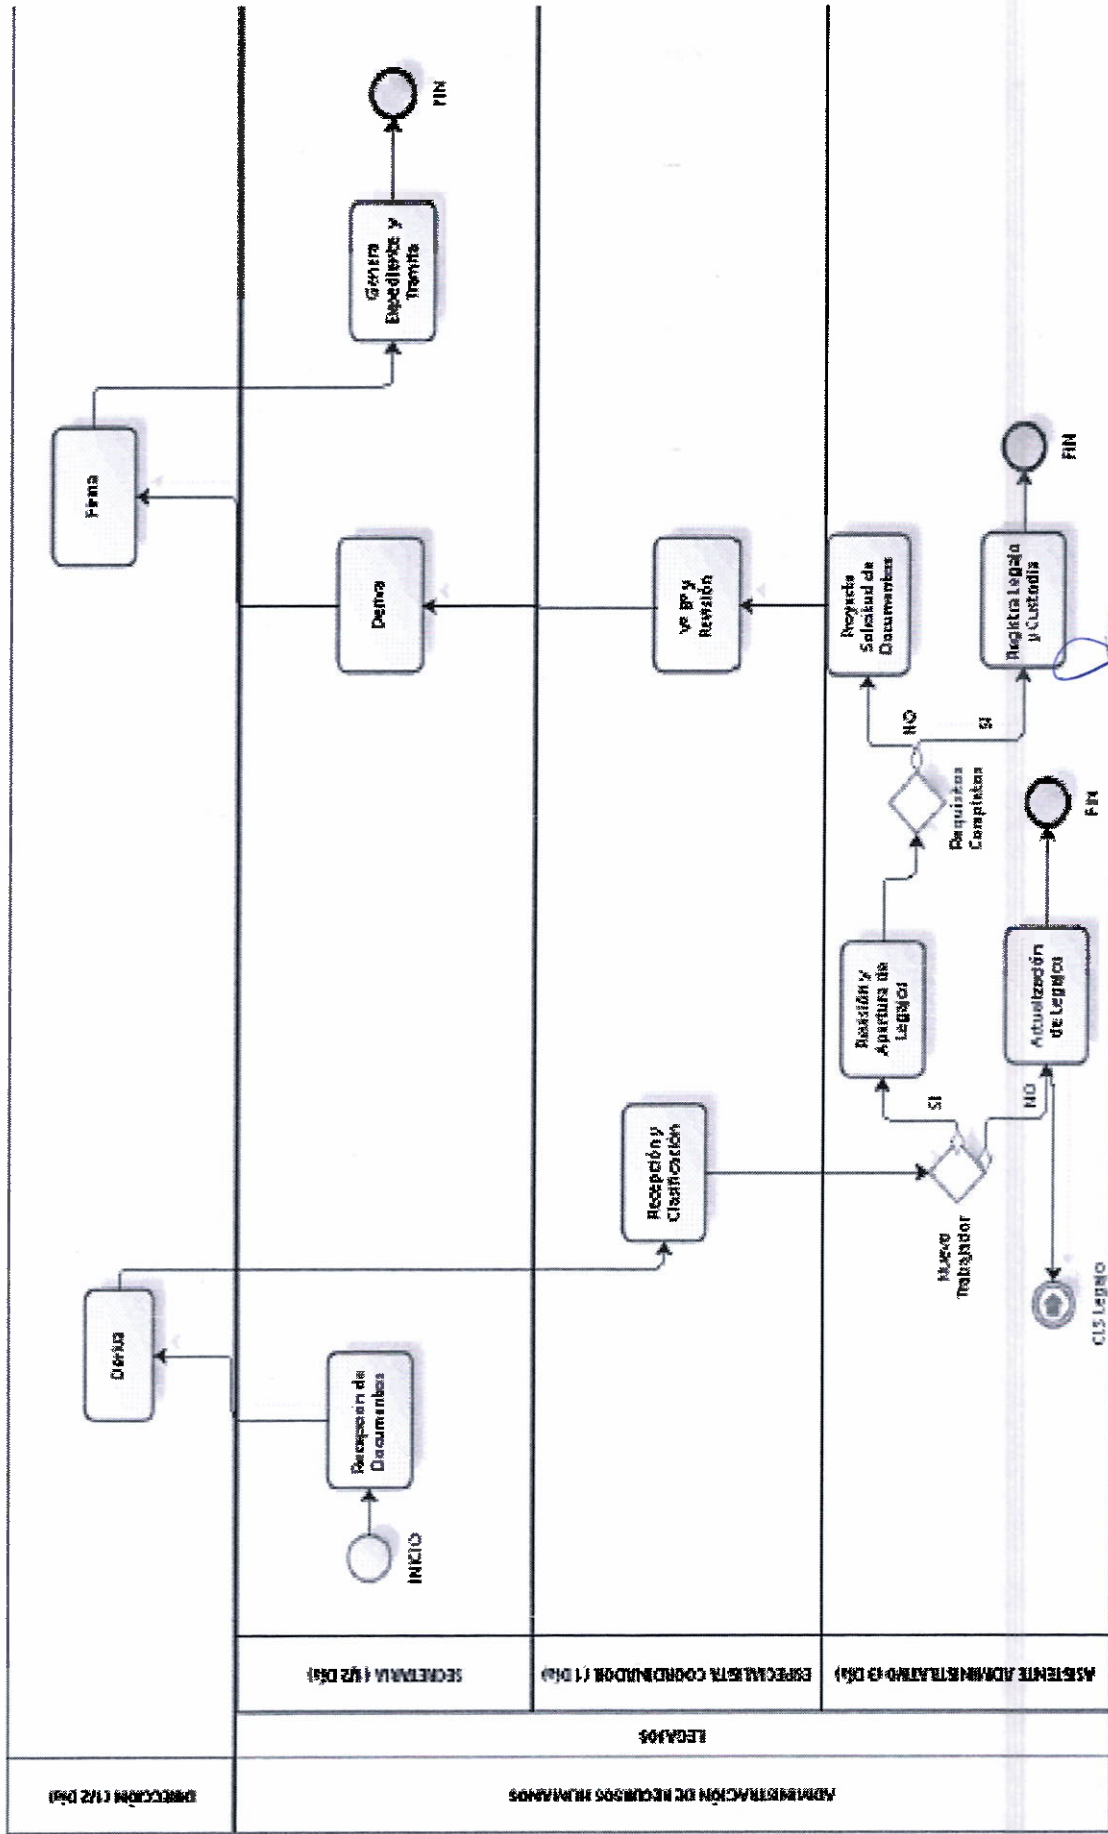 DIRECCIÓN (1/2 Día)
ADMINISTRACIÓN DE RECURSOS HUMANOS
LEGAJOS
SECRETARIA (1/2 Día)
ESPECIALISTA COORDINADOR (1 Día)
ASISTENTE ADMINISTRATIVO (3 Día)
INICIO
Recepción de
Documentos
Deriva
Recepción y
Clasificación
Nuevo
Trabajador
SI
NO
Revisión y
Apertura de
Legajos
Actualización
de Legajos
CLS Legajo
FIN
Requisitos
Completos
NO
SI
Proyecta
Solicitud de
Documentos
Registra Legajo
y Custodia
FIN
Vº Bº y
Revisión
Deriva
Firma
Genera
Expediente y
Tramita
FIN